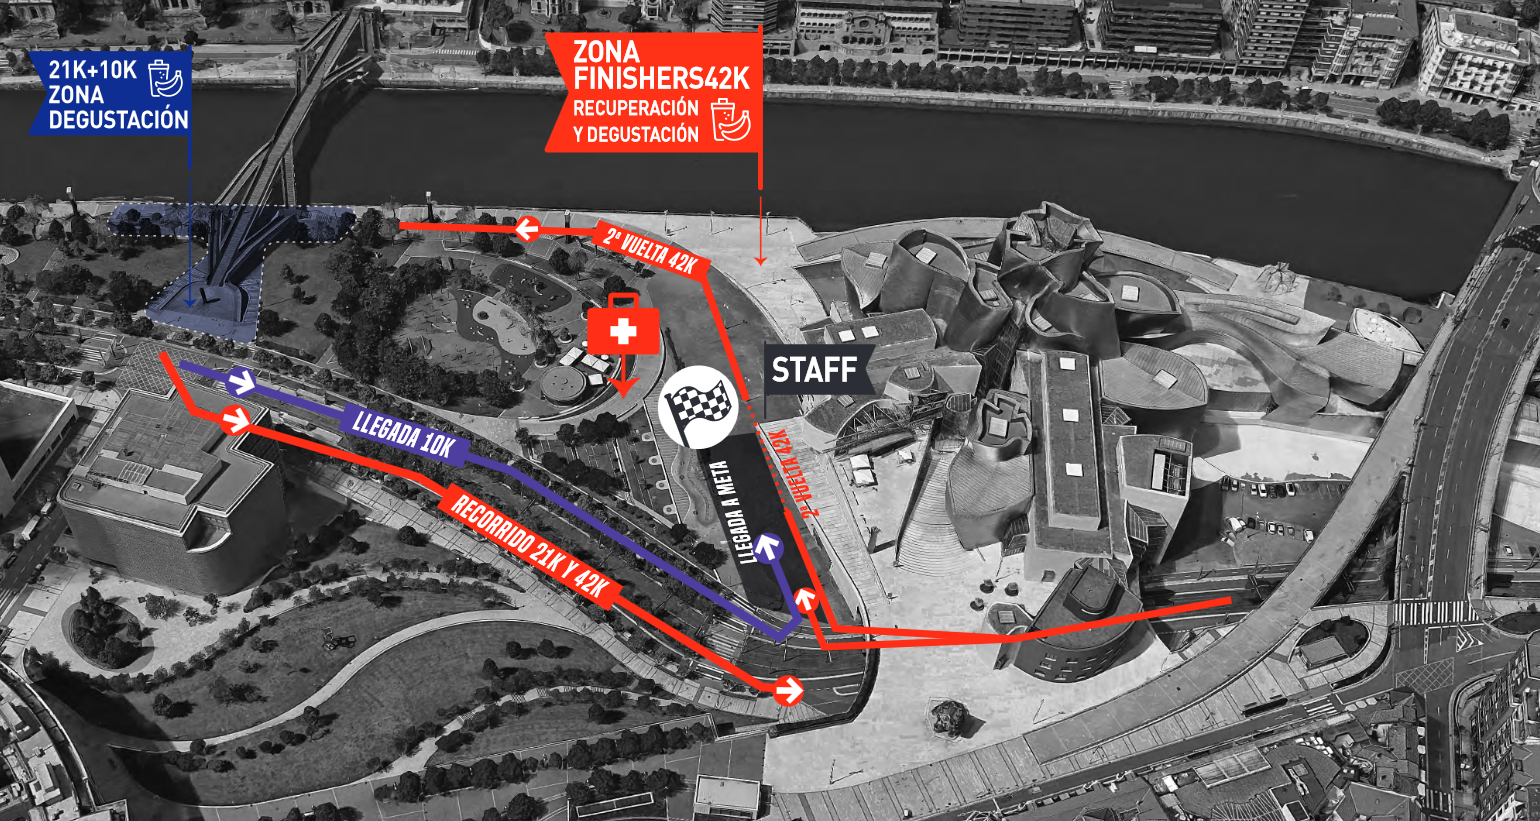 21K+10K
ZONA
DEGUSTACIÓN
ZONA
FINISHERS42K
RECUPERACIÓN
Y DEGUSTACIÓN
2ª VUELTA 42K
STAFF
LLEGADA 10K
2ª VUELTA 42K
LLEGADA A META
RECORRIDO 21K Y 42K